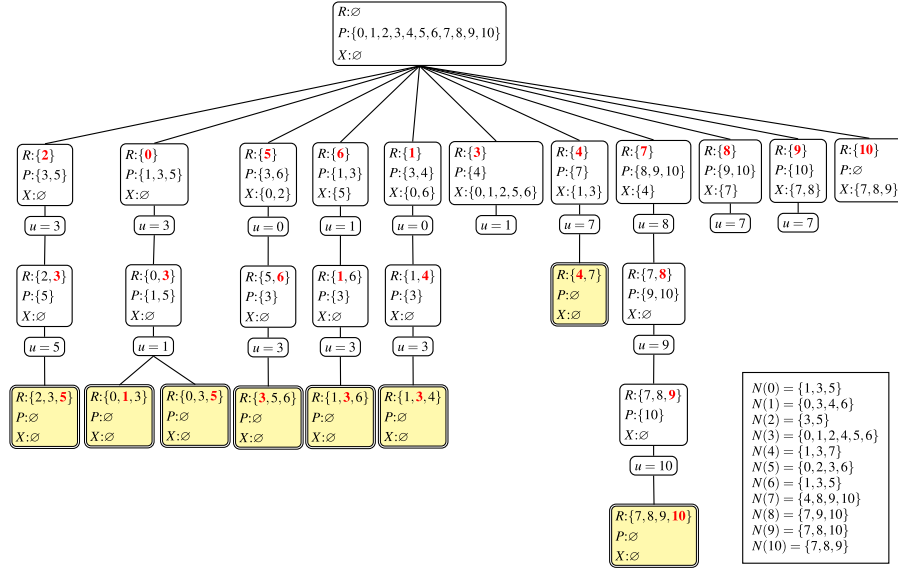 R:∅
P:{0,1,2,3,4,5,6,7,8,9,10}
X:∅
R:{2}
P:{3,5}
X:∅
R:{0}
P:{1,3,5}
X:∅
R:{5}
P:{3,6}
X:{0,2}
R:{6}
P:{1,3}
X:{5}
R:{1}
P:{3,4}
X:{0,6}
R:{3}
P:{4}
X:{0,1,2,5,6}
R:{4}
P:{7}
X:{1,3}
R:{7}
P:{8,9,10}
X:{4}
R:{8}
P:{9,10}
X:{7}
R:{9}
P:{10}
X:{7,8}
R:{10}
P:∅
X:{7,8,9}
u = 3
u = 3
u = 0
u = 1
u = 0
u = 1
u = 7
u = 8
u = 7
u = 7
R:{2,3}
P:{5}
X:∅
R:{0,3}
P:{1,5}
X:∅
R:{5,6}
P:{3}
X:∅
R:{1,6}
P:{3}
X:∅
R:{1,4}
P:{3}
X:∅
R:{4,7}
P:∅
X:∅
R:{7,8}
P:{9,10}
X:∅
u = 5
u = 1
u = 3
u = 3
u = 3
u = 9
R:{2,3,5}
P:∅
X:∅
R:{0,1,3}
P:∅
X:∅
R:{0,3,5}
P:∅
X:∅
R:{3,5,6}
P:∅
X:∅
R:{1,3,6}
P:∅
X:∅
R:{1,3,4}
P:∅
X:∅
R:{7,8,9}
P:{10}
X:∅
u = 10
R:{7,8,9,10}
P:∅
X:∅
N(0) = {1,3,5}
N(1) = {0,3,4,6}
N(2) = {3,5}
N(3) = {0,1,2,4,5,6}
N(4) = {1,3,7}
N(5) = {0,2,3,6}
N(6) = {1,3,5}
N(7) = {4,8,9,10}
N(8) = {7,9,10}
N(9) = {7,8,10}
N(10) = {7,8,9}